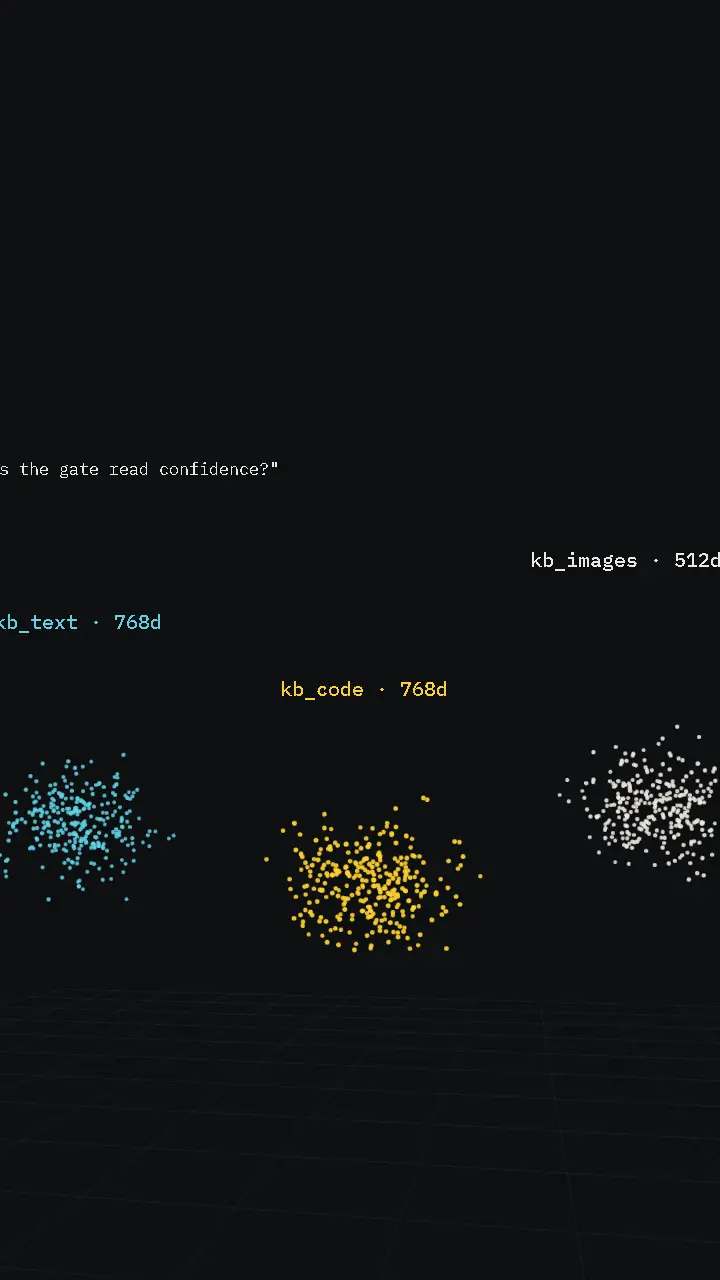 s the gate read confidence?"
kb_images · 512d
kb_text · 768d
kb_code · 768d